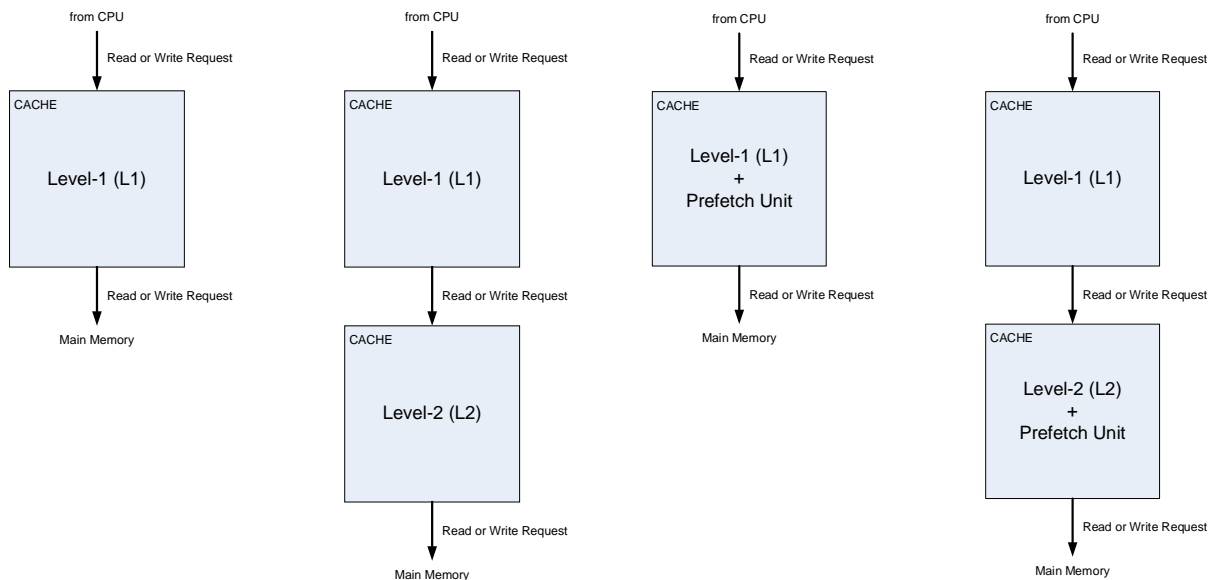 from CPU
Read or Write Request
CACHE
Level-1 (L1)
Read or Write Request
Main Memory
from CPU
Read or Write Request
CACHE
Level-1 (L1)
Read or Write Request
CACHE
Level-2 (L2)
Read or Write Request
Main Memory
from CPU
Read or Write Request
CACHE
Level-1 (L1)
+
Prefetch Unit
Read or Write Request
Main Memory
from CPU
Read or Write Request
CACHE
Level-1 (L1)
Read or Write Request
CACHE
Level-2 (L2)
+
Prefetch Unit
Read or Write Request
Main Memory